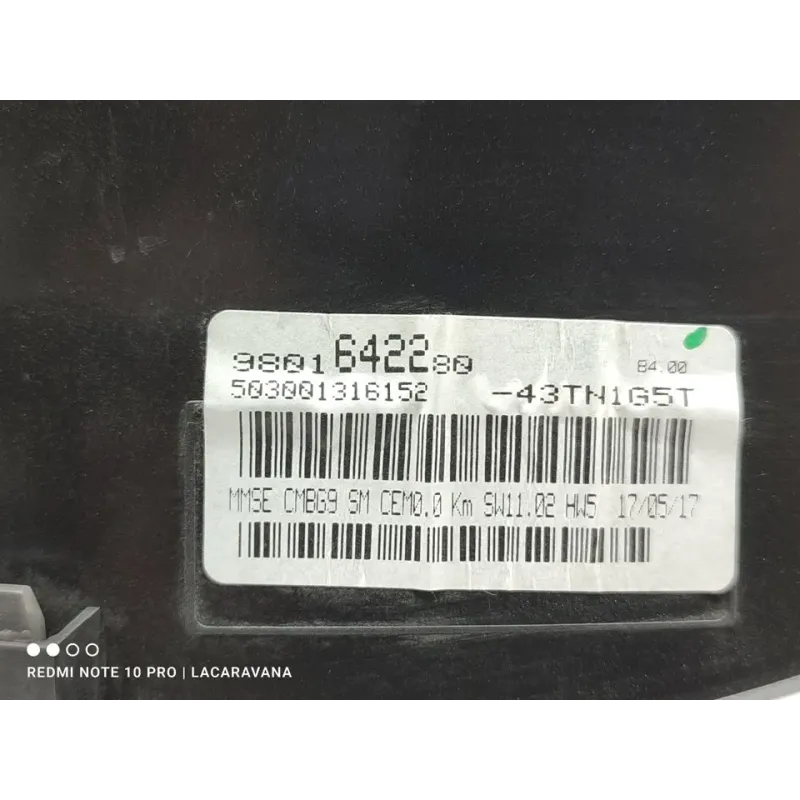 9801642280 84.00
503001316152 -43TN1G5T
MMSE CMBG9 SM CEM0.0 Km SW11.02 HW5 17/05/17
REDMI NOTE 10 PRO | LACARAVANA